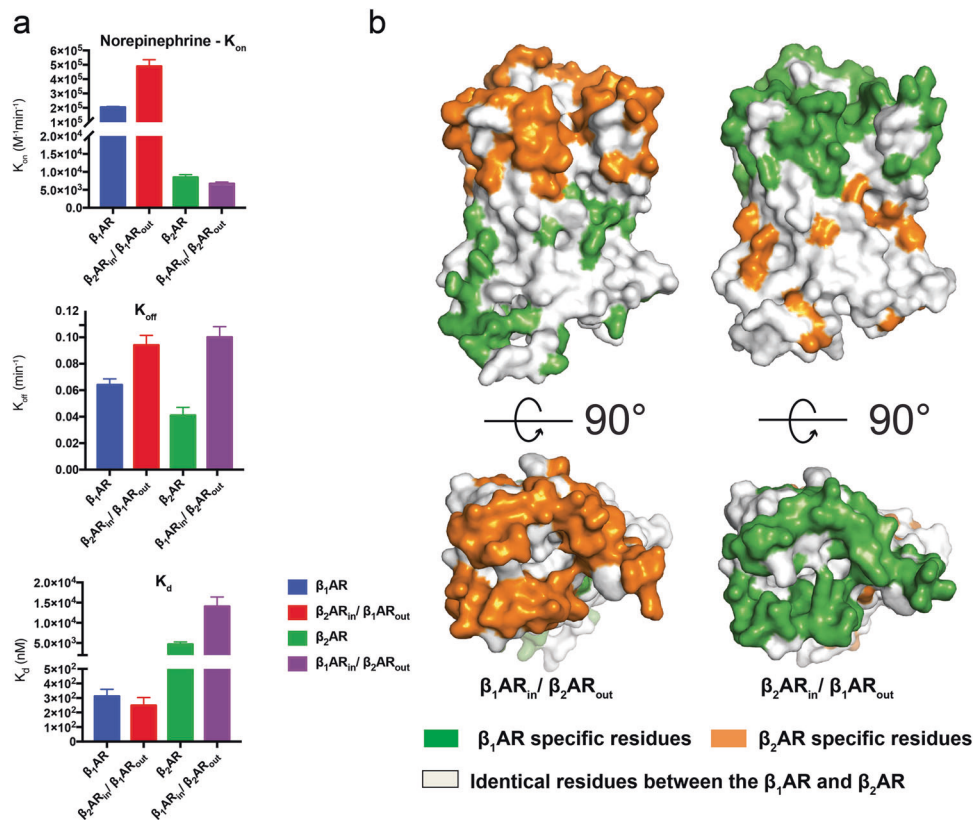 a
Norepinephrine - Kon
6×10⁵
5×10⁵
4×10⁵
3×10⁵
2×10⁵
1×10⁵
2.0×10⁴
1.5×10⁴
1.0×10⁴
5.0×10³
0.0
Kon (M⁻¹min⁻¹)
β₁AR
β₂ARin/ β₁ARout
β₂AR
β₁ARin/ β₂ARout
Koff
0.12
0.10
0.08
0.06
0.04
0.02
0.00
Koff (min⁻¹)
β₁AR
β₂ARin/ β₁ARout
β₂AR
β₁ARin/ β₂ARout
Kd
2.0×10⁴
1.5×10⁴
1.0×10⁴
5.0×10³
5×10²
4×10²
3×10²
2×10²
1×10²
0
Kd (nM)
β₁AR
β₂ARin/ β₁ARout
β₂AR
β₁ARin/ β₂ARout
β₁AR
β₂ARin/ β₁ARout
β₂AR
β₁ARin/ β₂ARout
b
90°
90°
β₁ARin/ β₂ARout
β₂ARin/ β₁ARout
β₁AR specific residues
β₂AR specific residues
Identical residues between the β₁AR and β₂AR